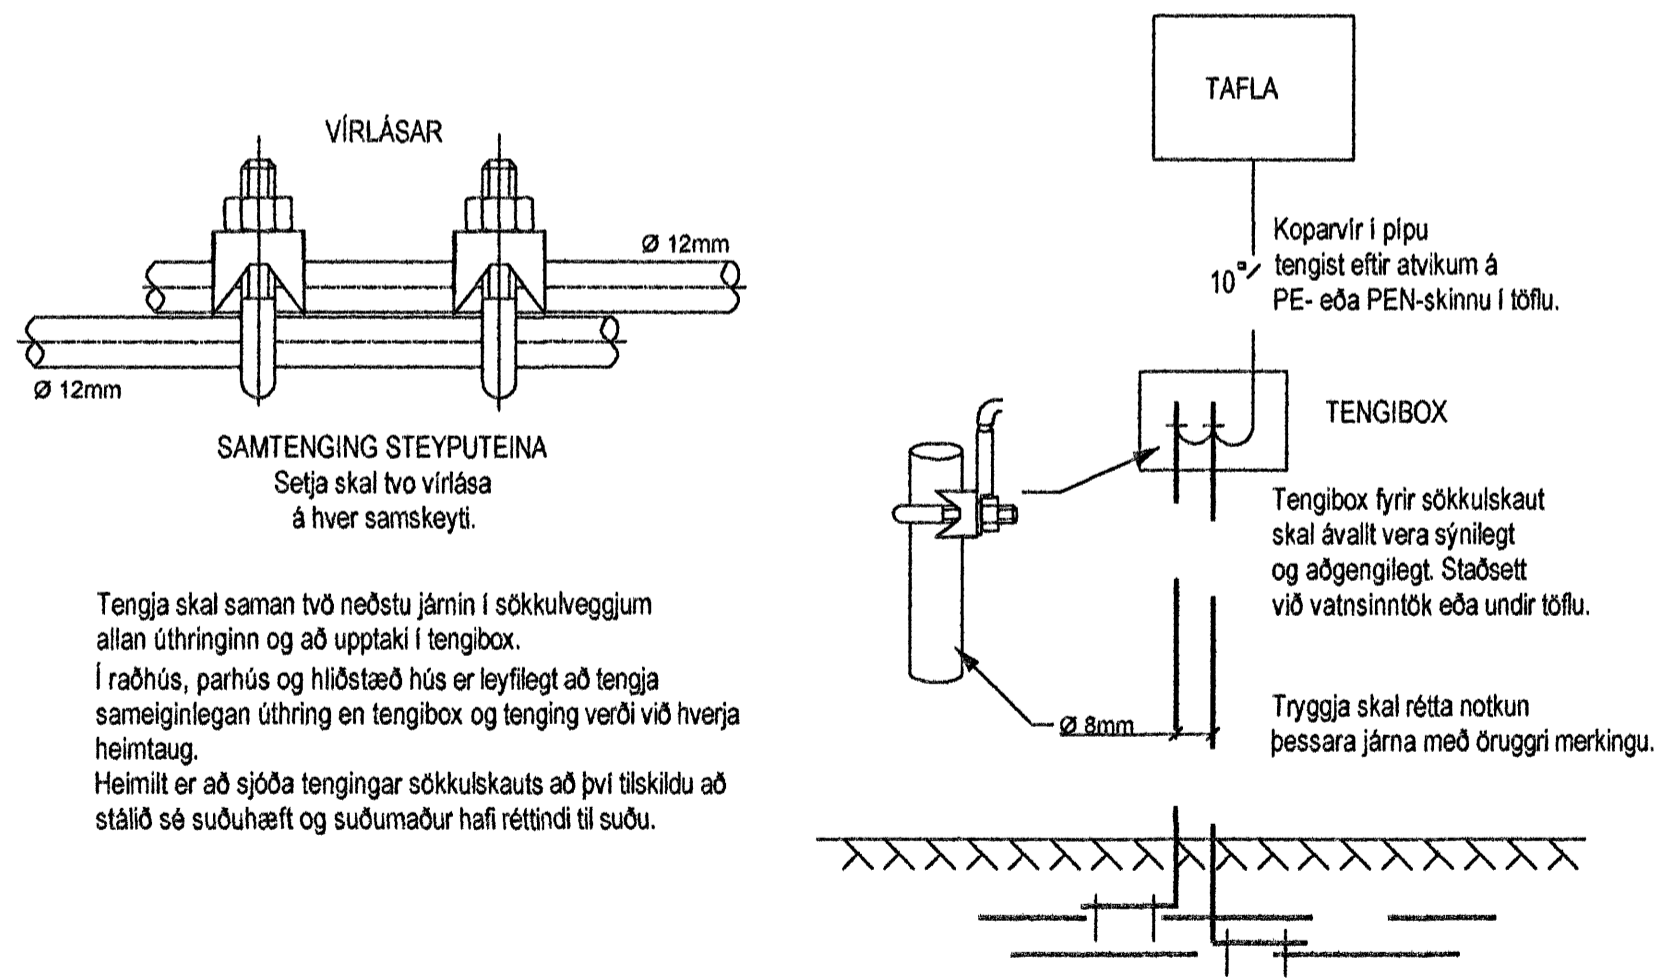 VÍRLÁSAR
Ø 12mm
Ø 12mm
SAMTENGING STEYPUTEINA
Setja skal tvo vírlása
á hver samskeyti.
Tengja skal saman tvö neðstu járnin í sökkulveggjum
allan úthringinn og að upptaki í tengibox.
Í raðhús, parhús og hliðstæð hús er leyfilegt að tengja
sameiginlegan úthring en tengibox og tenging verði við hverja
heimtaug.
Heimilt er að sjóða tengingar sökkulskauts að því tilskildu að
stálið sé suðuhæft og suðumaður hafi réttindi til suðu.
TAFLA
Koparvír í pípu
tengist eftir atvikum á
PE- eða PEN-skinnu í töflu.
10▫
TENGIBOX
Tengibox fyrir sökkulskaut
skal ávallt vera sýnilegt
og aðgengilegt. Staðsett
við vatnsinntök eða undir töflu.
Ø 8mm
Tryggja skal rétta notkun
þessara járna með öruggri merkingu.